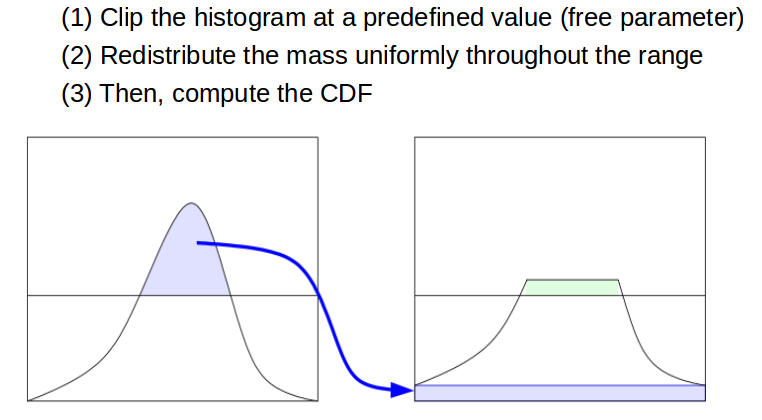 (1) Clip the histogram at a predefined value (free parameter)
(2) Redistribute the mass uniformly throughout the range
(3) Then, compute the CDF